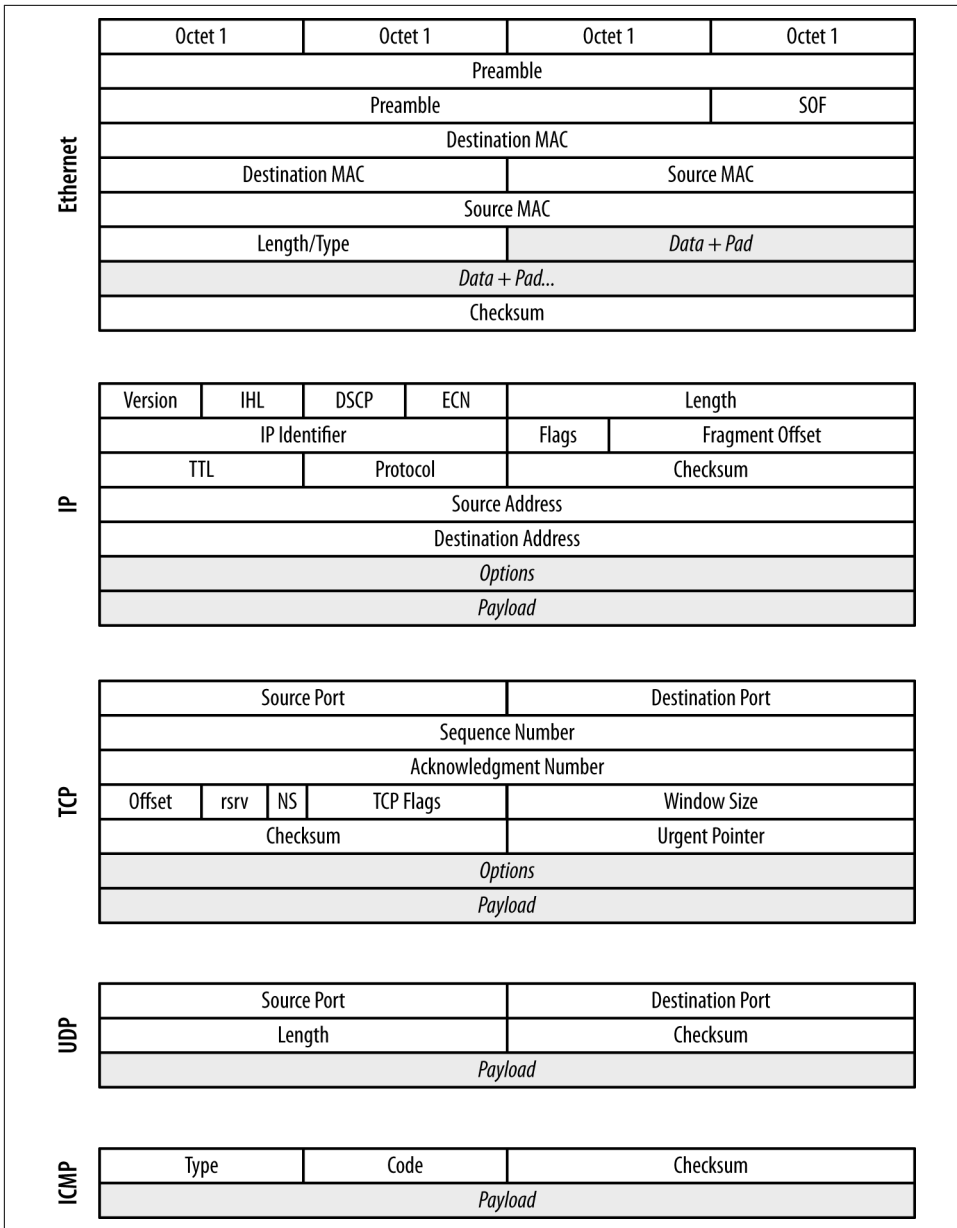 Octet 1 Octet 1 Octet 1 Octet 1
Preamble
Preamble SOF
Destination MAC
Destination MAC Source MAC
Source MAC
Length/Type Data + Pad
Data + Pad...
Checksum
Ethernet
Version IHL DSCP ECN Length
IP Identifier Flags Fragment Offset
TTL Protocol Checksum
Source Address
Destination Address
Options
Payload
IP
Source Port Destination Port
Sequence Number
Acknowledgment Number
Offset rsrv NS TCP Flags Window Size
Checksum Urgent Pointer
Options
Payload
TCP
Source Port Destination Port
Length Checksum
Payload
UDP
Type Code Checksum
Payload
ICMP